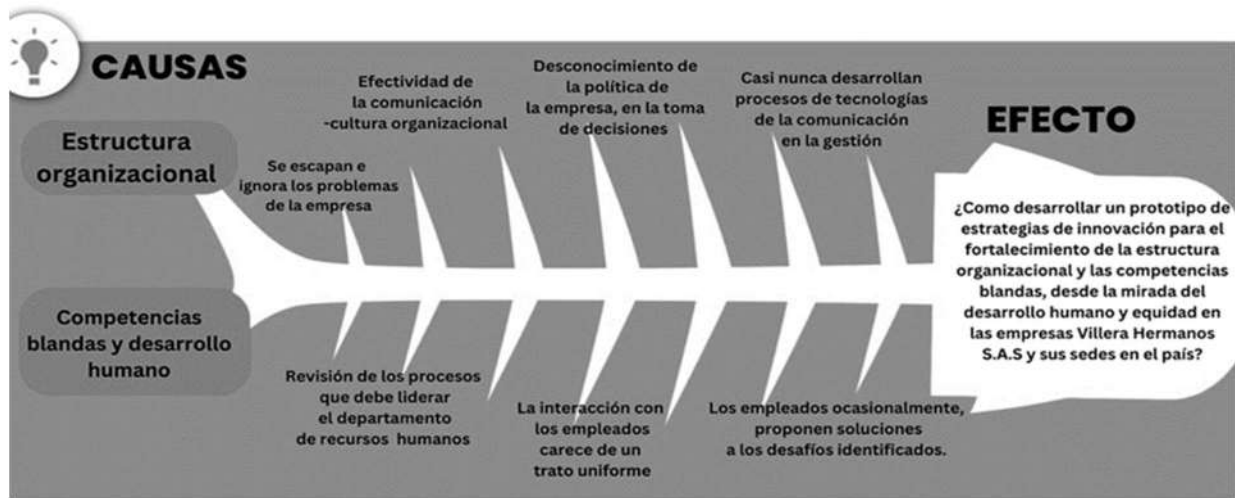 CAUSAS
Estructura
organizacional
Se escapan e
ignora los problemas
de la empresa
Efectividad de
la comunicación
-cultura organizacional
Desconocimiento de
la política de
la empresa, en la toma
de decisiones
Casi nunca desarrollan
procesos de tecnologías
de la comunicación
en la gestión
EFECTO
¿Como desarrollar un prototipo de
estrategias de innovación para el
fortalecimiento de la estructura
organizacional y las competencias
blandas, desde la mirada del
desarrollo humano y equidad en
las empresas Villera Hermanos
S.A.S y sus sedes en el país?
Competencias
blandas y desarrollo
humano
Revisión de los procesos
que debe liderar
el departamento
de recursos humanos
La interacción con
los empleados
carece de un
trato uniforme
Los empleados ocasionalmente,
proponen soluciones
a los desafíos identificados.